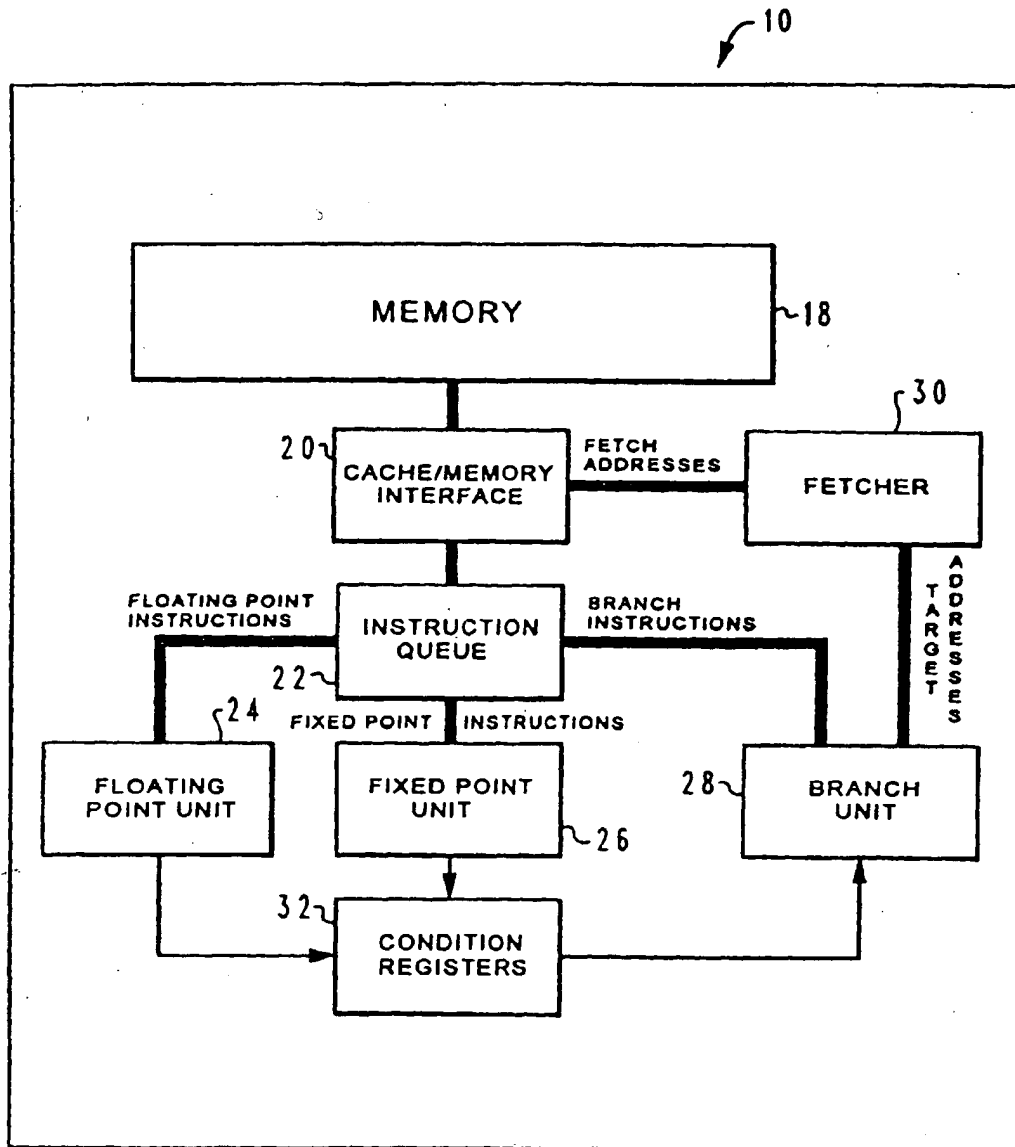 10
MEMORY
18
30
20
CACHE/MEMORY
INTERFACE
FETCH
ADDRESSES
FETCHER
FLOATING POINT
INSTRUCTIONS
INSTRUCTION
QUEUE
22
BRANCH
INSTRUCTIONS
TARGET
ADDRESSES
24
FIXED POINT INSTRUCTIONS
FLOATING
POINT UNIT
FIXED POINT
UNIT
26
28
BRANCH
UNIT
32
CONDITION
REGISTERS